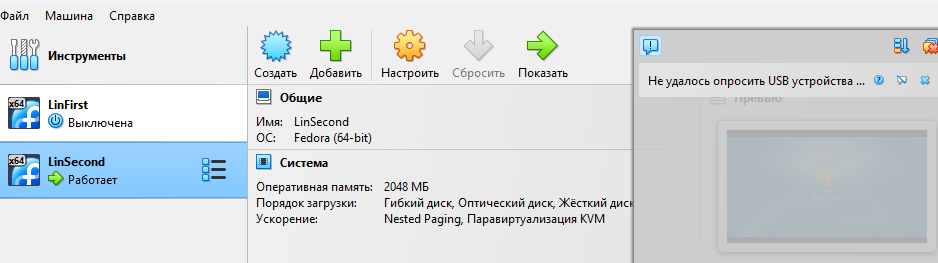 Файл Машина Справка
Инструменты
Создать Добавить Настроить Сбросить Показать
x64 LinFirst
Выключена
x64 LinSecond
Работает
Общие
Имя: LinSecond
ОС: Fedora (64-bit)
Система
Оперативная память: 2048 МБ
Порядок загрузки: Гибкий диск, Оптический диск, Жёсткий диск
Ускорение: Nested Paging, Паравиртуализация KVM
Не удалось опросить USB устройства ...
Превью